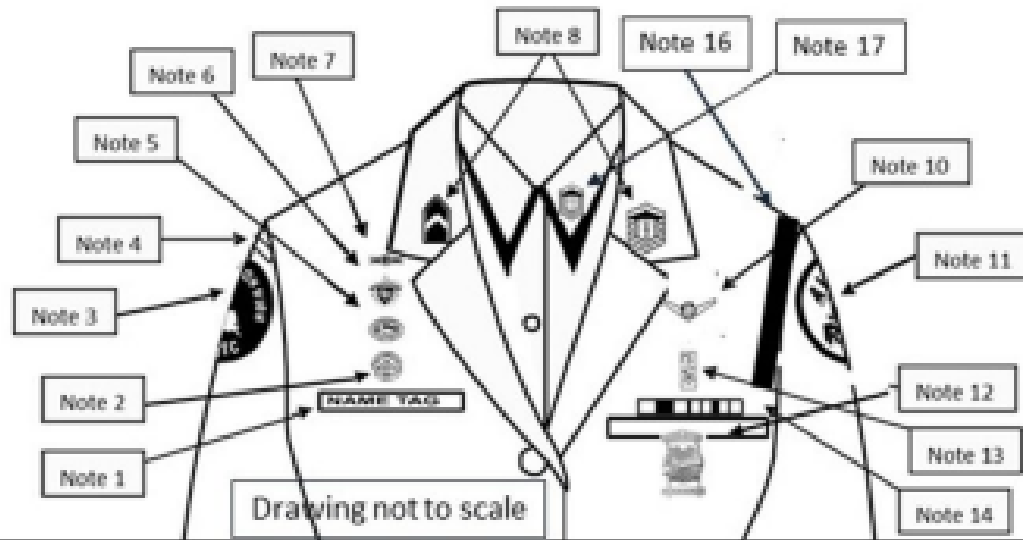 Note 8
Note 16
Note 17
Note 7
Note 6
Note 5
Note 10
Note 4
Note 11
Note 3
Note 12
Note 2
NAME TAG
Note 13
Note 1
Note 14
Drawing not to scale